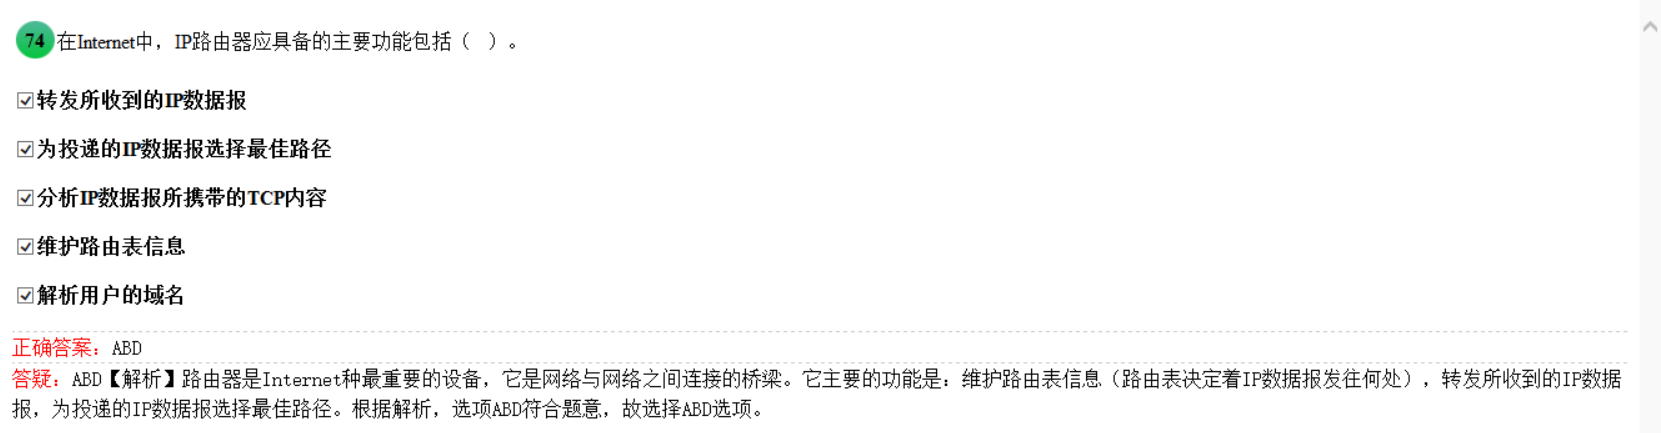 74 在Internet中，IP路由器应具备的主要功能包括（ ）。
转发所收到的IP数据报
为投递的IP数据报选择最佳路径
分析IP数据报所携带的TCP内容
维护路由表信息
解析用户的域名
正确答案：ABD
答疑：ABD【解析】路由器是Internet种最重要的设备，它是网络与网络之间连接的桥梁。它主要的功能是：维护路由表信息（路由表决定着IP数据报发往何处），转发所收到的IP数据
报，为投递的IP数据报选择最佳路径。根据解析，选项ABD符合题意，故选择ABD选项。